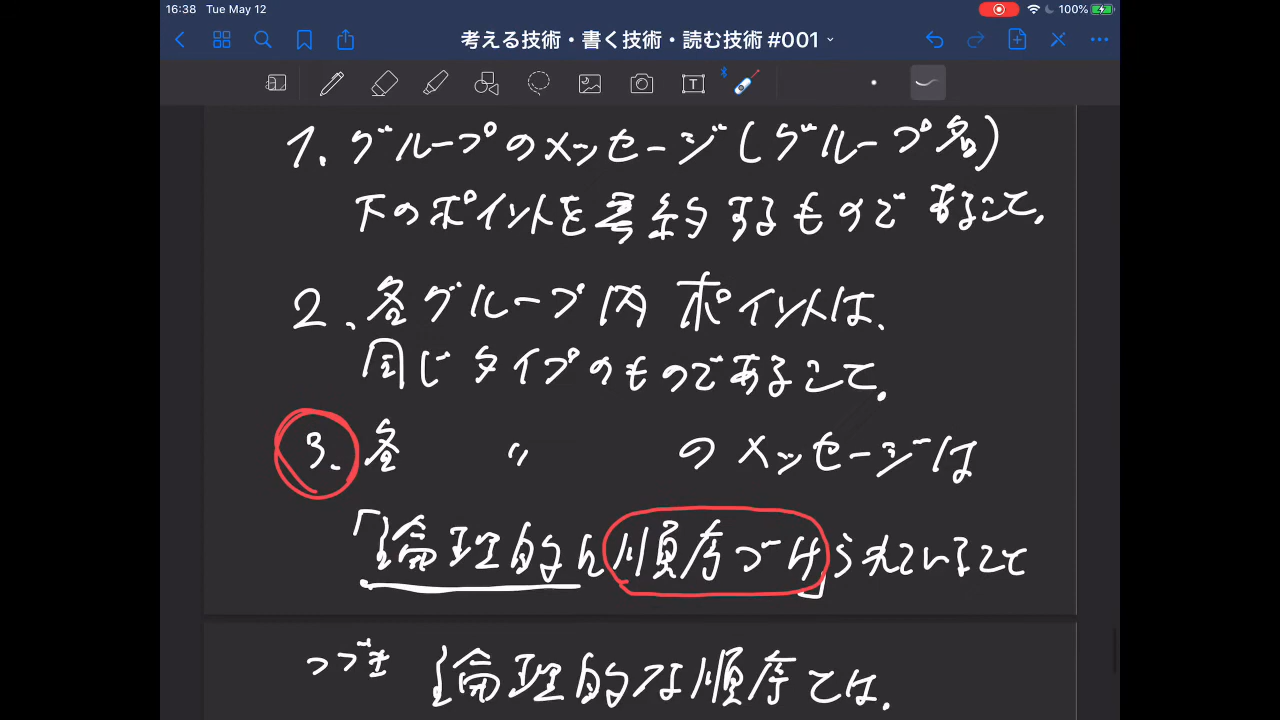 16:38 Tue May 12 100%
考える技術・書く技術・読む技術 #001
T
1. グループのメッセージ(グループ名)
下のポイントを要約するものであること.
2. 各グループ内 ポイントは、
同じタイプのものであること.
3. 各 〃 のメッセージは
「論理的に順序づけ」られていること
つづき 論理的な順序とは、